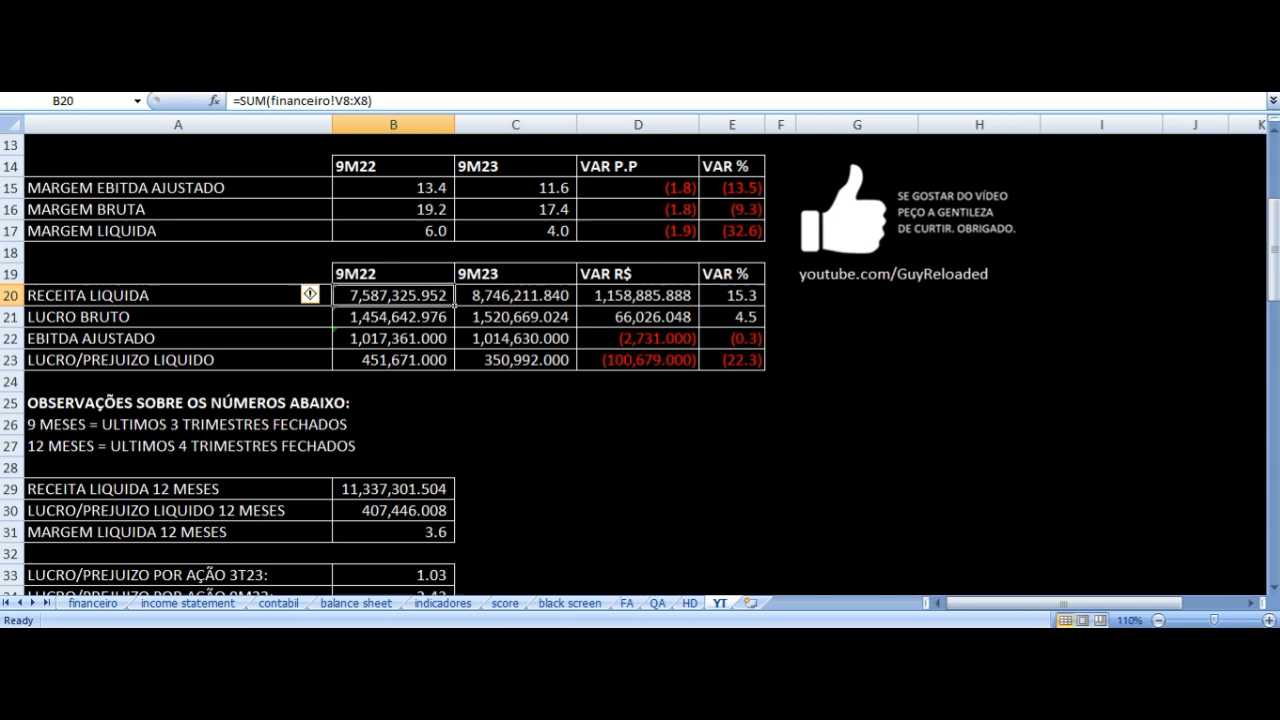 B20 fx =SUM(financeiro!V8:X8)
A B C D E F G H I J K
13
14 9M22 9M23 VAR P.P VAR %
15 MARGEM EBITDA AJUSTADO 13.4 11.6 (1.8) (13.5)
16 MARGEM BRUTA 19.2 17.4 (1.8) (9.3)
17 MARGEM LIQUIDA 6.0 4.0 (1.9) (32.6)
18
19 9M22 9M23 VAR R$ VAR %
20 RECEITA LIQUIDA 7,587,325.952 8,746,211.840 1,158,885.888 15.3
21 LUCRO BRUTO 1,454,642.976 1,520,669.024 66,026.048 4.5
22 EBITDA AJUSTADO 1,017,361.000 1,014,630.000 (2,731.000) (0.3)
23 LUCRO/PREJUIZO LIQUIDO 451,671.000 350,992.000 (100,679.000) (22.3)
24
25 OBSERVAÇÕES SOBRE OS NÚMEROS ABAIXO:
26 9 MESES = ULTIMOS 3 TRIMESTRES FECHADOS
27 12 MESES = ULTIMOS 4 TRIMESTRES FECHADOS
28
29 RECEITA LIQUIDA 12 MESES 11,337,301.504
30 LUCRO/PREJUIZO LIQUIDO 12 MESES 407,446.008
31 MARGEM LIQUIDA 12 MESES 3.6
32
33 LUCRO/PREJUIZO POR AÇÃO 3T23: 1.03
SE GOSTAR DO VÍDEO
PEÇO A GENTILEZA
DE CURTIR. OBRIGADO.
youtube.com/GuyReloaded
financeiro income statement contabil balance sheet indicadores score black screen FA QA HD YT
Ready 110%